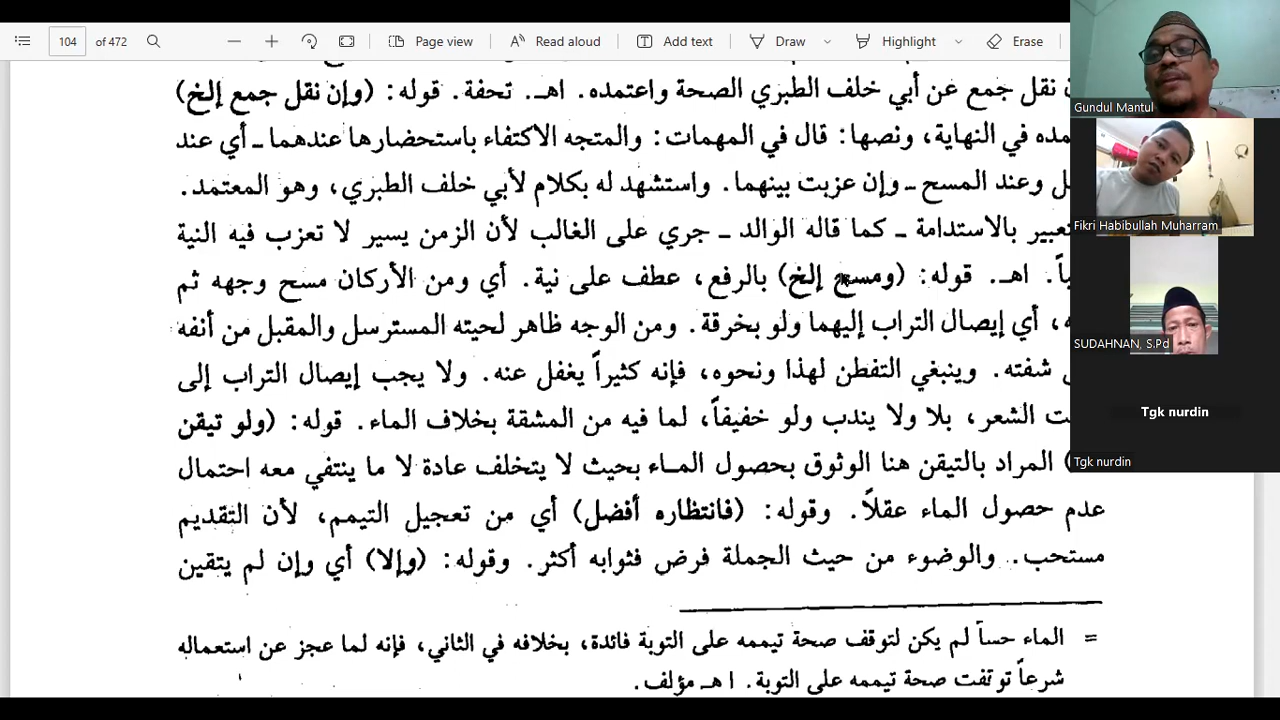 104 of 472 Page view Read aloud Add text Draw Highlight Erase
نقل جمع عن أبي خلف الطبري الصحة واعتمده. اهـ. تحفة. قوله: (وإن نقل جمع إلخ)
في النهاية، ونصها: قال في المهمات: والمتجه الاكتفاء باستحضارها عندهما ـ أي عند
وعند المسح ـ وإن عزبت بينهما. واستشهد له بكلام لأبي خلف الطبري، وهو المعتمد.
بالاستدامة ـ كما قاله الوالد ـ جري على الغالب لأن الزمن يسير لا تعزب فيه النية
اهـ. قوله: (ومسح إلخ) بالرفع، عطف على نية. أي ومن الأركان مسح وجهه ثم
أي إيصال التراب إليهما ولو بخرقة. ومن الوجه ظاهر لحيته المسترسل والمقبل من أنفه
شفته. وينبغي التفطن لهذا ونحوه، فإنه كثيراً يغفل عنه. ولا يجب إيصال التراب إلى
الشعر، بلا ولا يندب ولو خفيفاً، لما فيه من المشقة بخلاف الماء. قوله: (ولو تيقن
المراد بالتيقن هنا الوثوق بحصول الماء بحيث لا يتخلف عادة لا ما ينتفي معه احتمال
عدم حصول الماء عقلاً. وقوله: (فانتظاره أفضل) أي من تعجيل التيمم، لأن التقديم
مستحب. والوضوء من حيث الجملة فرض فثوابه أكثر. وقوله: (وإلا) أي وإن لم يتقين
= الماء حساً لم يكن لتوقف صحة تيممه على التوبة فائدة، بخلافه في الثاني، فإنه لما عجز عن استعماله
شرعاً توقفت صحة تيممه على التوبة. ا هـ مؤلف.
Gundul Mantul
Fikri Habibullah Muharram
SUDAHNAN, S.Pd
Tgk nurdin
Tgk nurdin